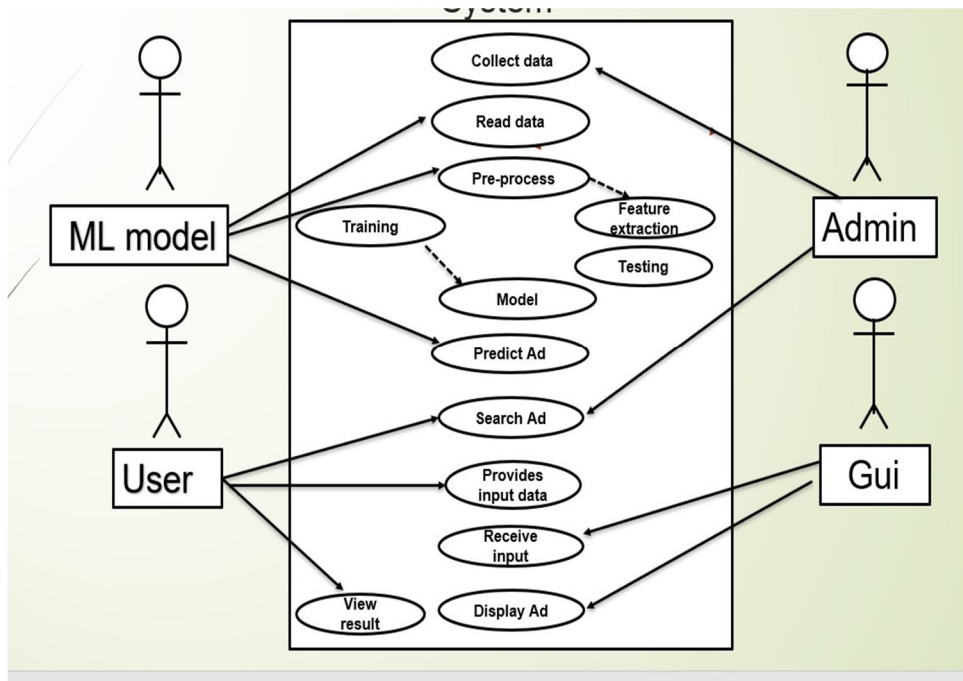 System
Collect data
Read data
Pre-process
Feature
extraction
Training
Testing
Model
Predict Ad
Search Ad
Provides
input data
Receive
input
View
result
Display Ad
ML model
Admin
User
Gui